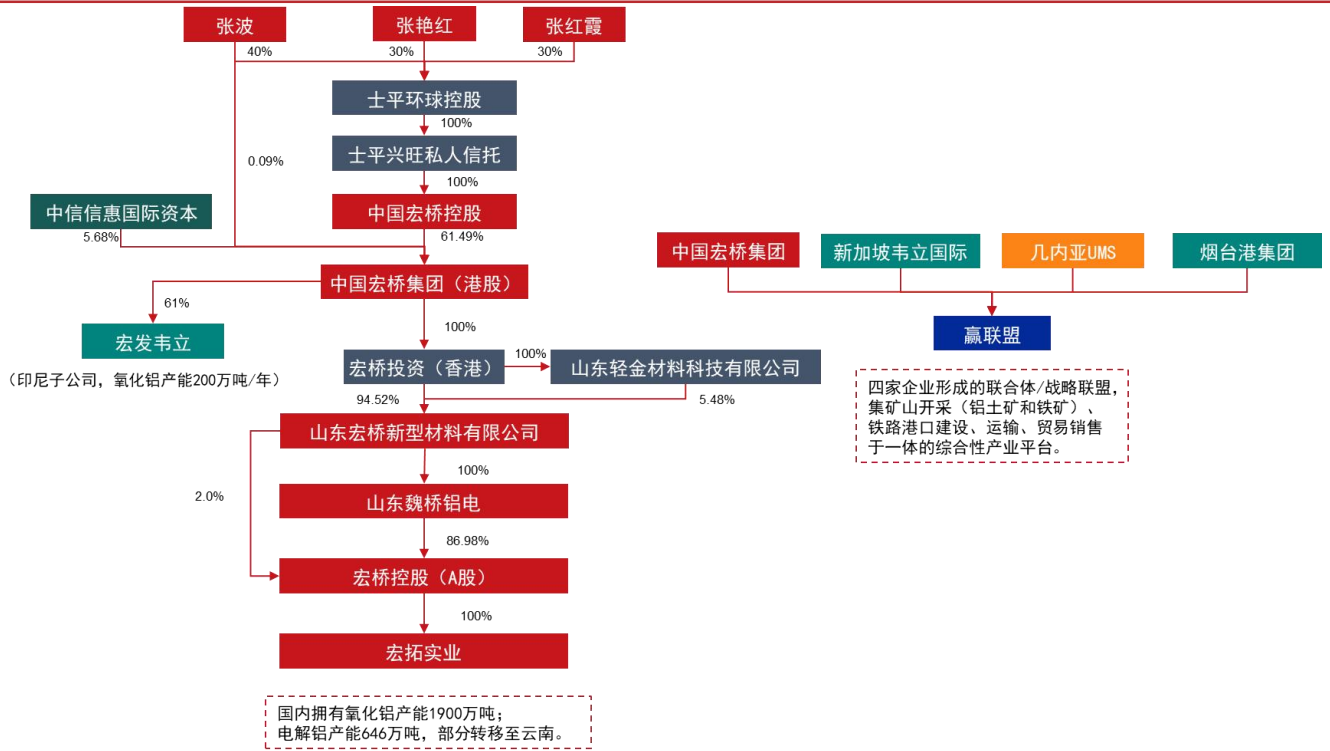 张波
张艳红
张红霞
40%
30%
30%
士平环球控股
100%
士平兴旺私人信托
0.09%
100%
中信信惠国际资本
中国宏桥控股
5.68%
61.49%
中国宏桥集团（港股）
61%
宏发韦立
（印尼子公司，氧化铝产能200万吨/年）
100%
宏桥投资（香港）
100%
山东轻金材料科技有限公司
94.52%
5.48%
山东宏桥新型材料有限公司
100%
2.0%
山东魏桥铝电
86.98%
宏桥控股（A股）
100%
宏拓实业
国内拥有氧化铝产能1900万吨；
电解铝产能646万吨，部分转移至云南。
中国宏桥集团
新加坡韦立国际
几内亚UMS
烟台港集团
赢联盟
四家企业形成的联合体/战略联盟，
集矿山开采（铝土矿和铁矿）、
铁路港口建设、运输、贸易销售
于一体的综合性产业平台。